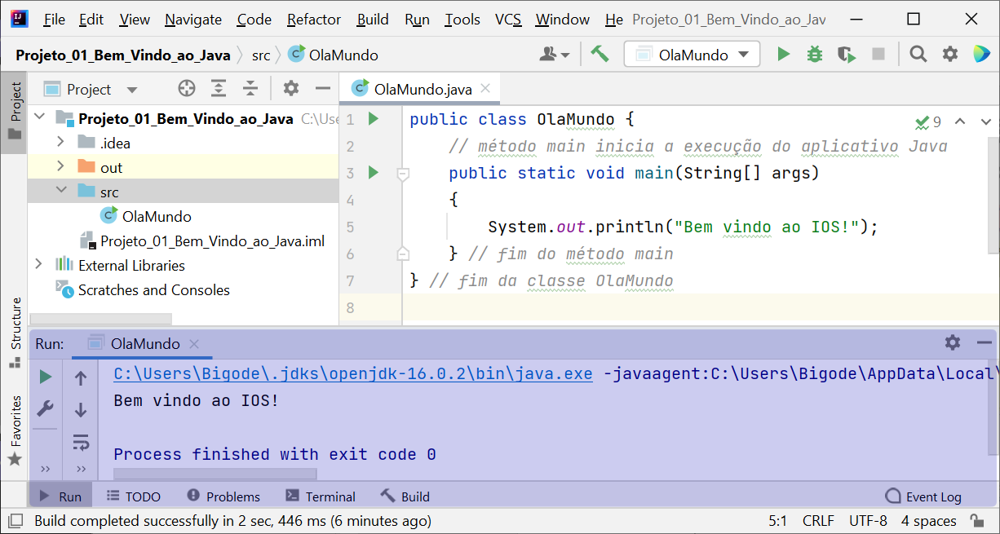 File Edit View Navigate Code Refactor Build Run Tools VCS Window He Projeto_01_Bem_Vindo_ao_Jav
Projeto_01_Bem_Vindo_ao_Java src OlaMundo OlaMundo
Project
Project
Projeto_01_Bem_Vindo_ao_Java C:\Use
.idea
out
src
OlaMundo
Projeto_01_Bem_Vindo_ao_Java.iml
External Libraries
Scratches and Consoles
OlaMundo.java
9
1 public class OlaMundo {
2 // método main inicia a execução do aplicativo Java
3 public static void main(String[] args)
4 {
5 System.out.println("Bem vindo ao IOS!");
6 } // fim do método main
7 } // fim da classe OlaMundo
8
Structure
Favorites
Run: OlaMundo
C:\Users\Bigode\.jdks\openjdk-16.0.2\bin\java.exe -javaagent:C:\Users\Bigode\AppData\Local\
Bem vindo ao IOS!
Process finished with exit code 0
Run TODO Problems Terminal Build Event Log
Build completed successfully in 2 sec, 446 ms (6 minutes ago) 5:1 CRLF UTF-8 4 spaces